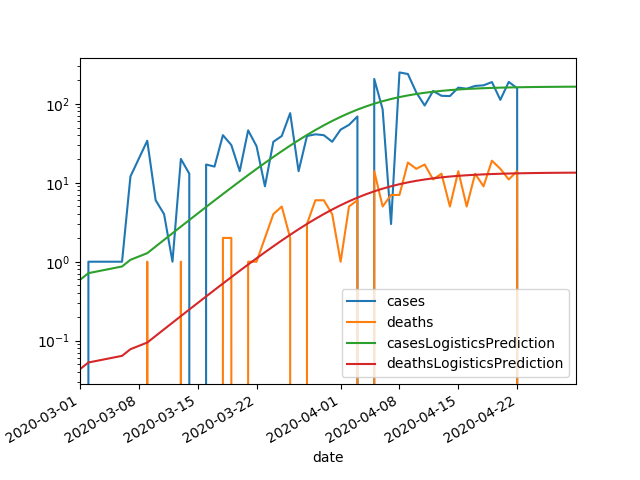 10²
10¹
10⁰
10⁻¹
cases
deaths
casesLogisticsPrediction
deathsLogisticsPrediction
2020-03-01
2020-03-08
2020-03-15
2020-03-22
2020-04-01
2020-04-08
2020-04-15
2020-04-22
date